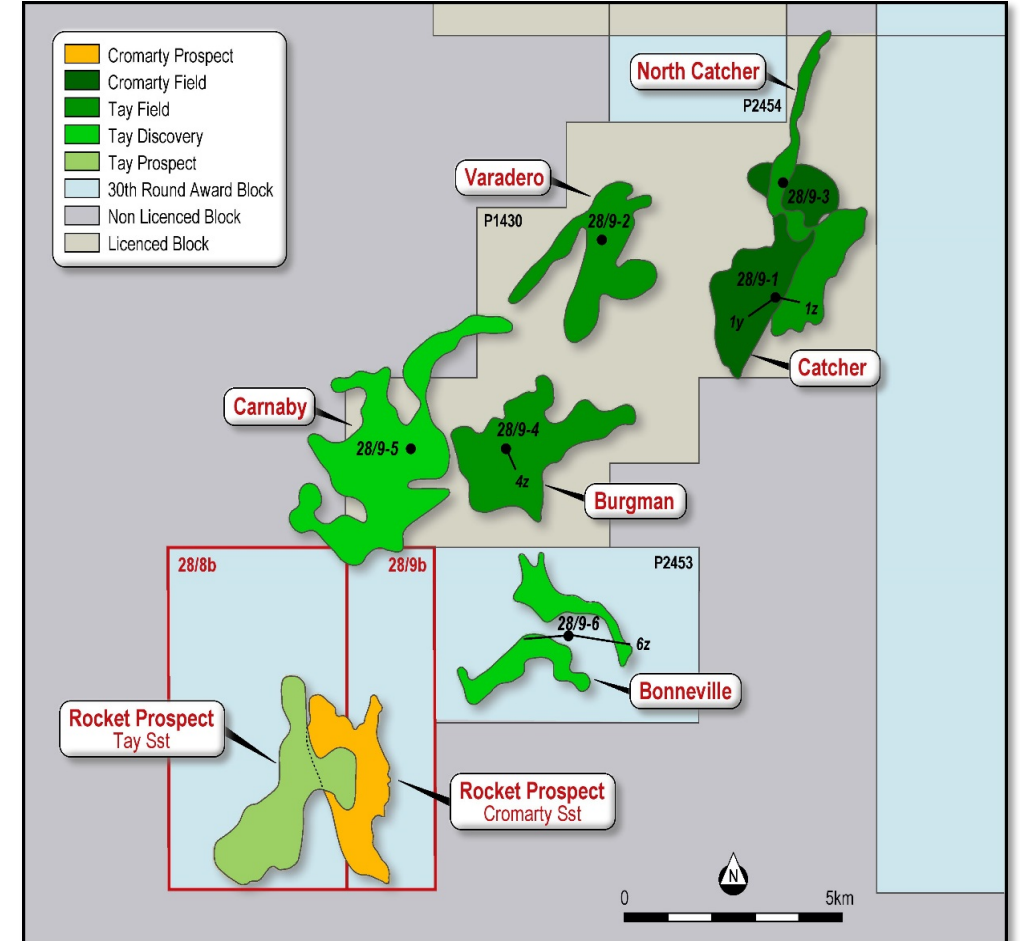 Cromarty Prospect
Cromarty Field
Tay Field
Tay Discovery
Tay Prospect
30th Round Award Block
Non Licenced Block
Licenced Block
North Catcher
P2454
Varadero
28/9-3
P1430
28/9-2
28/9-1
1y
1z
Catcher
Carnaby
28/9-5
28/9-4
4z
Burgman
28/8b
28/9b
P2453
28/9-6
6z
Bonneville
Rocket Prospect
Tay Sst
Rocket Prospect
Cromarty Sst
N
0
5km